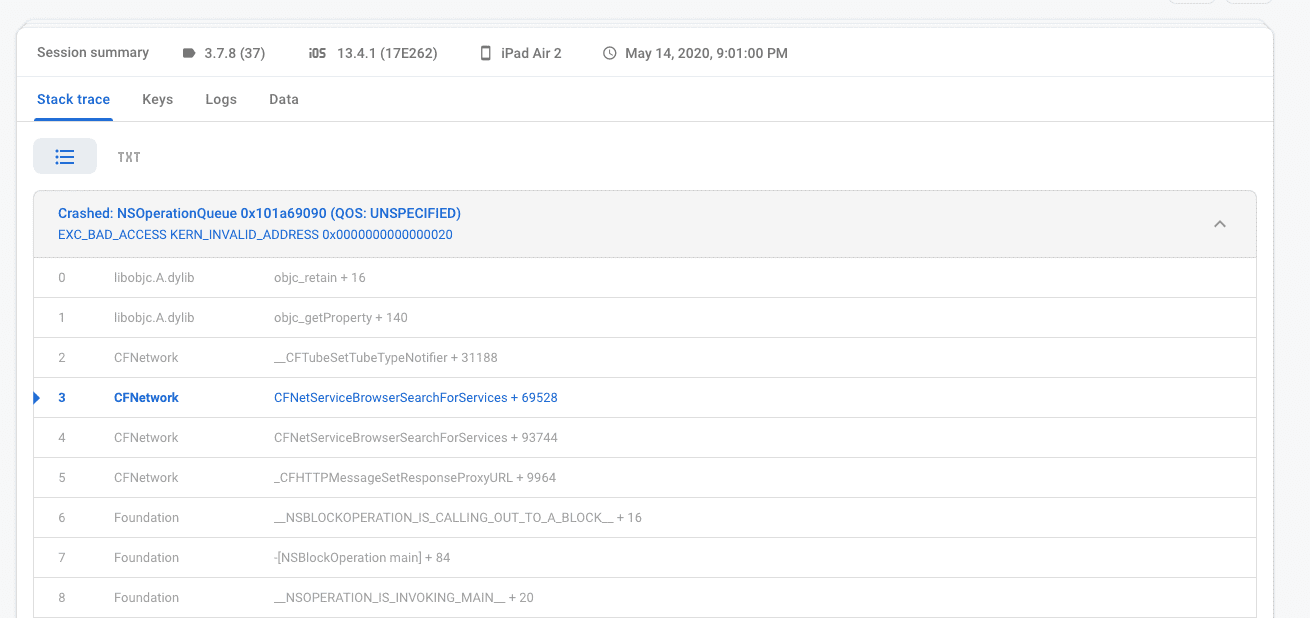 Session summary 3.7.8 (37) iOS 13.4.1 (17E262) iPad Air 2 May 14, 2020, 9:01:00 PM
Stack trace Keys Logs Data
TXT
Crashed: NSOperationQueue 0x101a69090 (QOS: UNSPECIFIED)
EXC_BAD_ACCESS KERN_INVALID_ADDRESS 0x0000000000000020
0 libobjc.A.dylib objc_retain + 16
1 libobjc.A.dylib objc_getProperty + 140
2 CFNetwork __CFTubeSetTubeTypeNotifier + 31188
3 CFNetwork CFNetServiceBrowserSearchForServices + 69528
4 CFNetwork CFNetServiceBrowserSearchForServices + 93744
5 CFNetwork _CFHTTPMessageSetResponseProxyURL + 9964
6 Foundation __NSBLOCKOPERATION_IS_CALLING_OUT_TO_A_BLOCK__ + 16
7 Foundation -[NSBlockOperation main] + 84
8 Foundation __NSOPERATION_IS_INVOKING_MAIN__ + 20